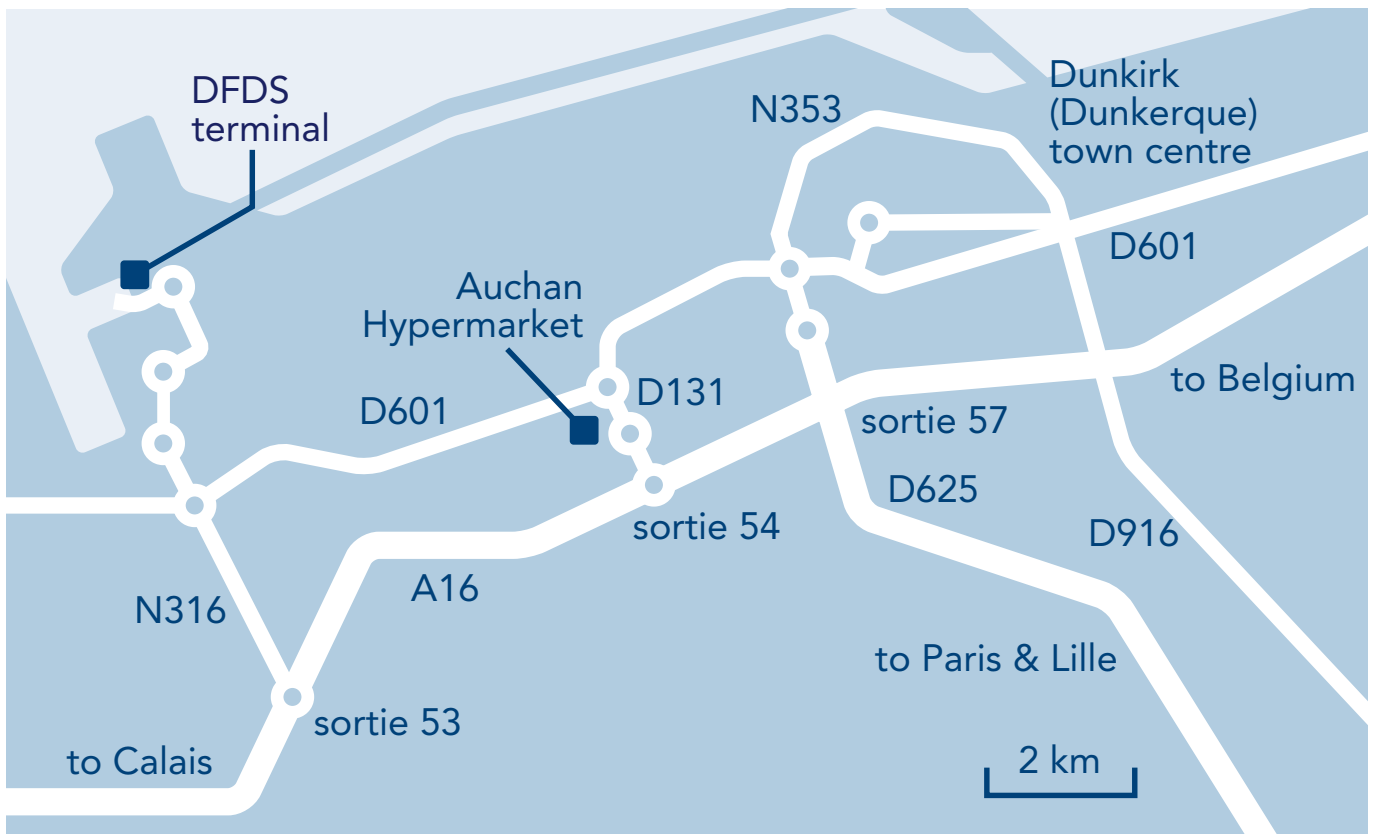 DFDS
terminal
N353
Dunkirk
(Dunkerque)
town centre
D601
Auchan
Hypermarket
to Belgium
D131
D601
sortie 57
D625
sortie 54
D916
A16
N316
to Paris & Lille
sortie 53
to Calais
2 km